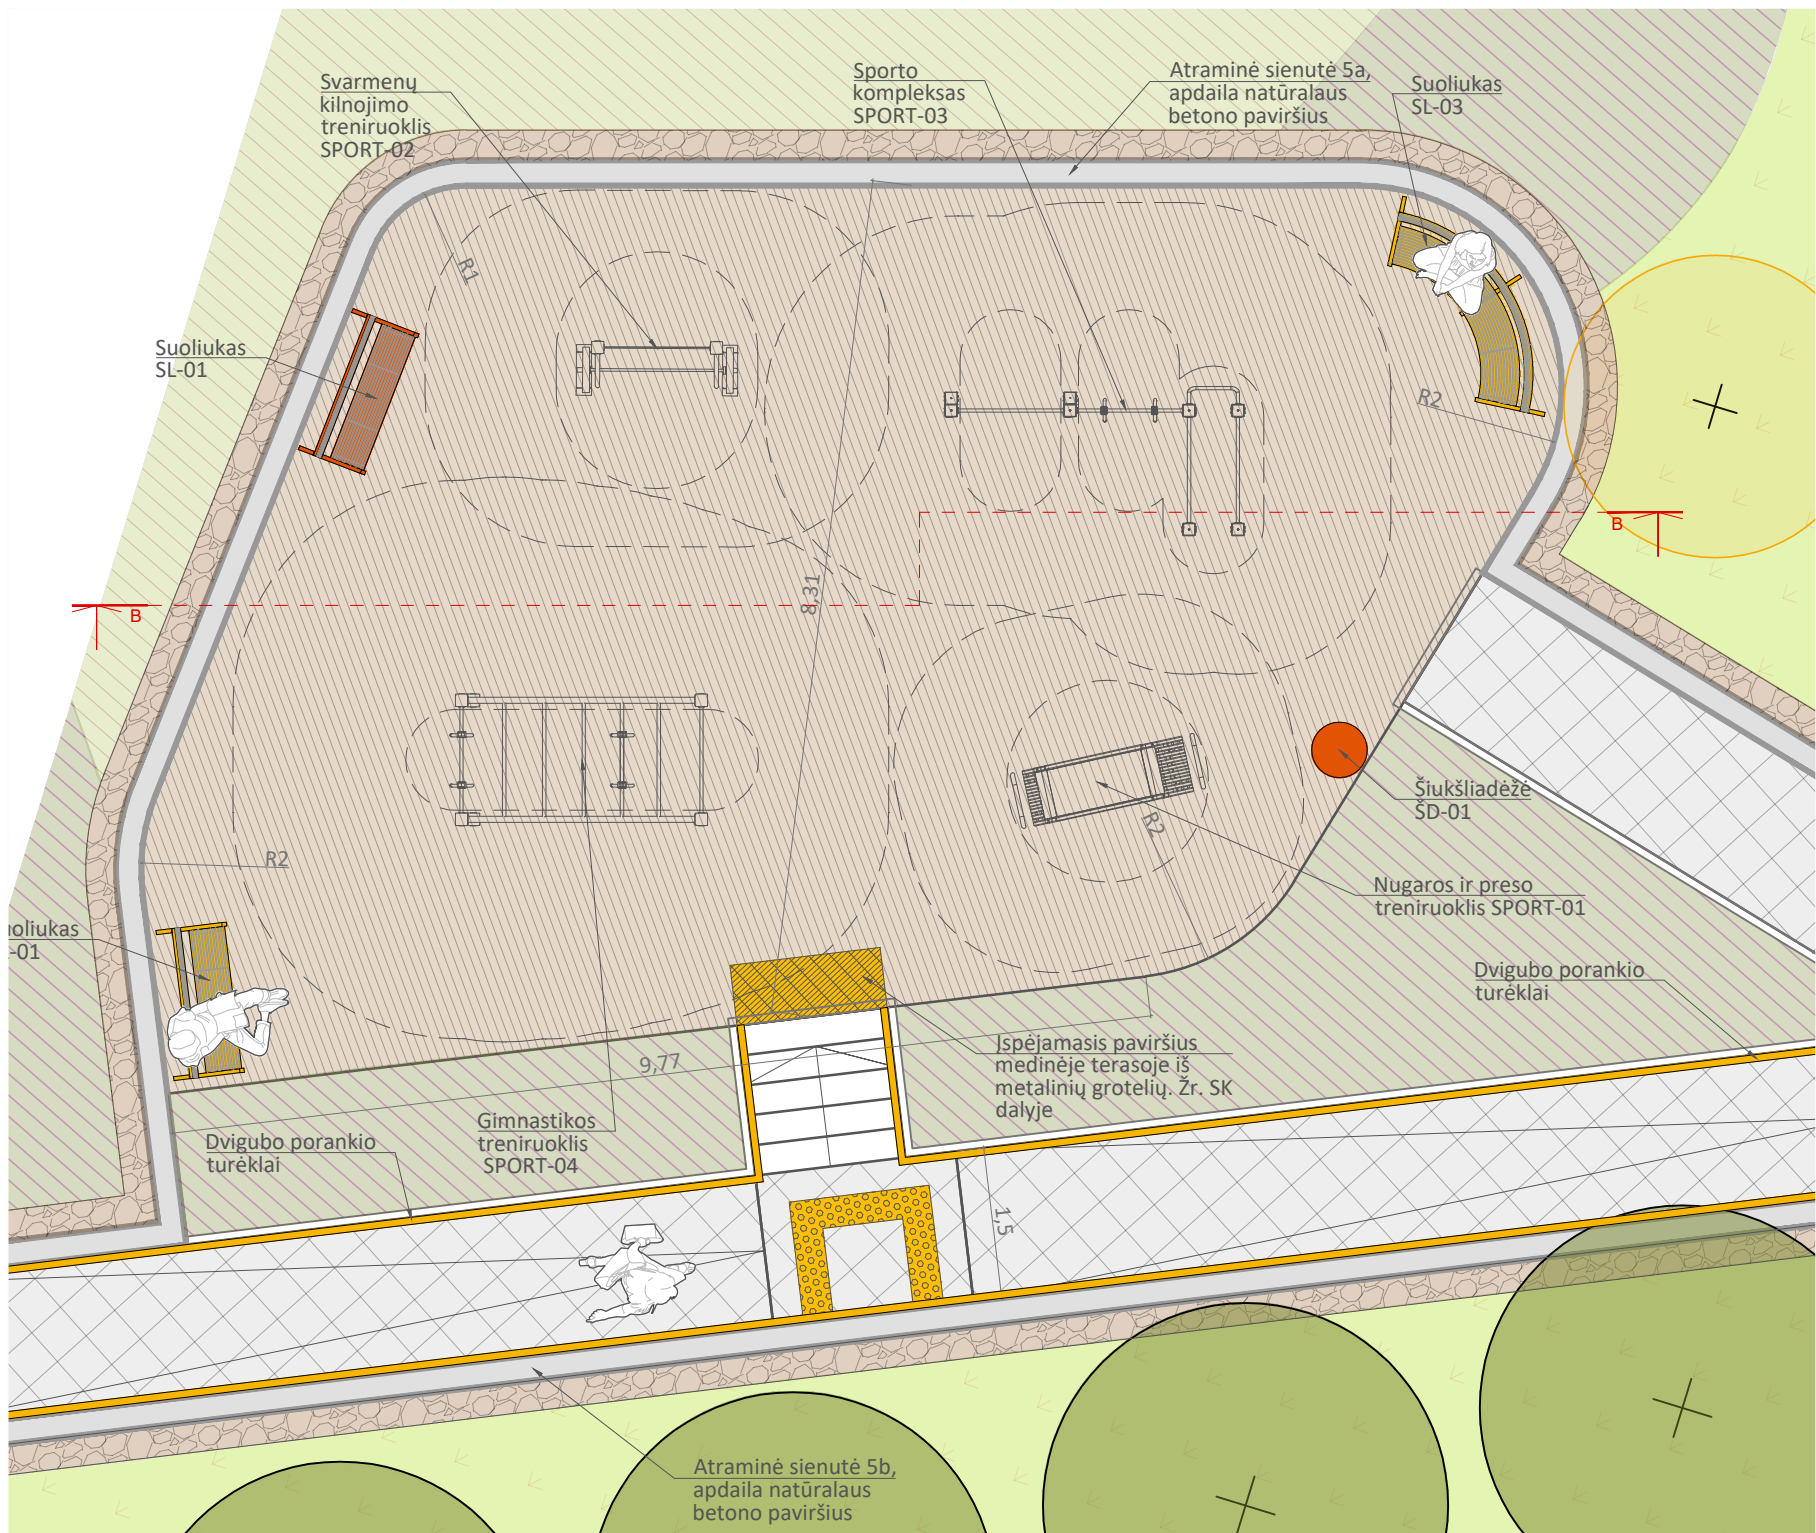 Svarmenų
kilnojimo
treniruoklis
SPORT-02
Sporto
kompleksas
SPORT-03
Atraminė sienutė 5a,
apdaila natūralaus
betono paviršius
Suoliukas
SL-03
R1
Suoliukas
SL-01
R2
B
B
8,31
Šiukšliadėžė
ŠD-01
R2
R2
Nugaros ir preso
treniruoklis SPORT-01
oliukas
-01
Dvigubo porankio
turėklai
Įspėjamasis paviršius
medinėje terasoje iš
metalinių grotelių. Žr. SK
dalyje
9,77
Gimnastikos
treniruoklis
SPORT-04
Dvigubo porankio
turėklai
1,5
Atraminė sienutė 5b,
apdaila natūralaus
betono paviršius